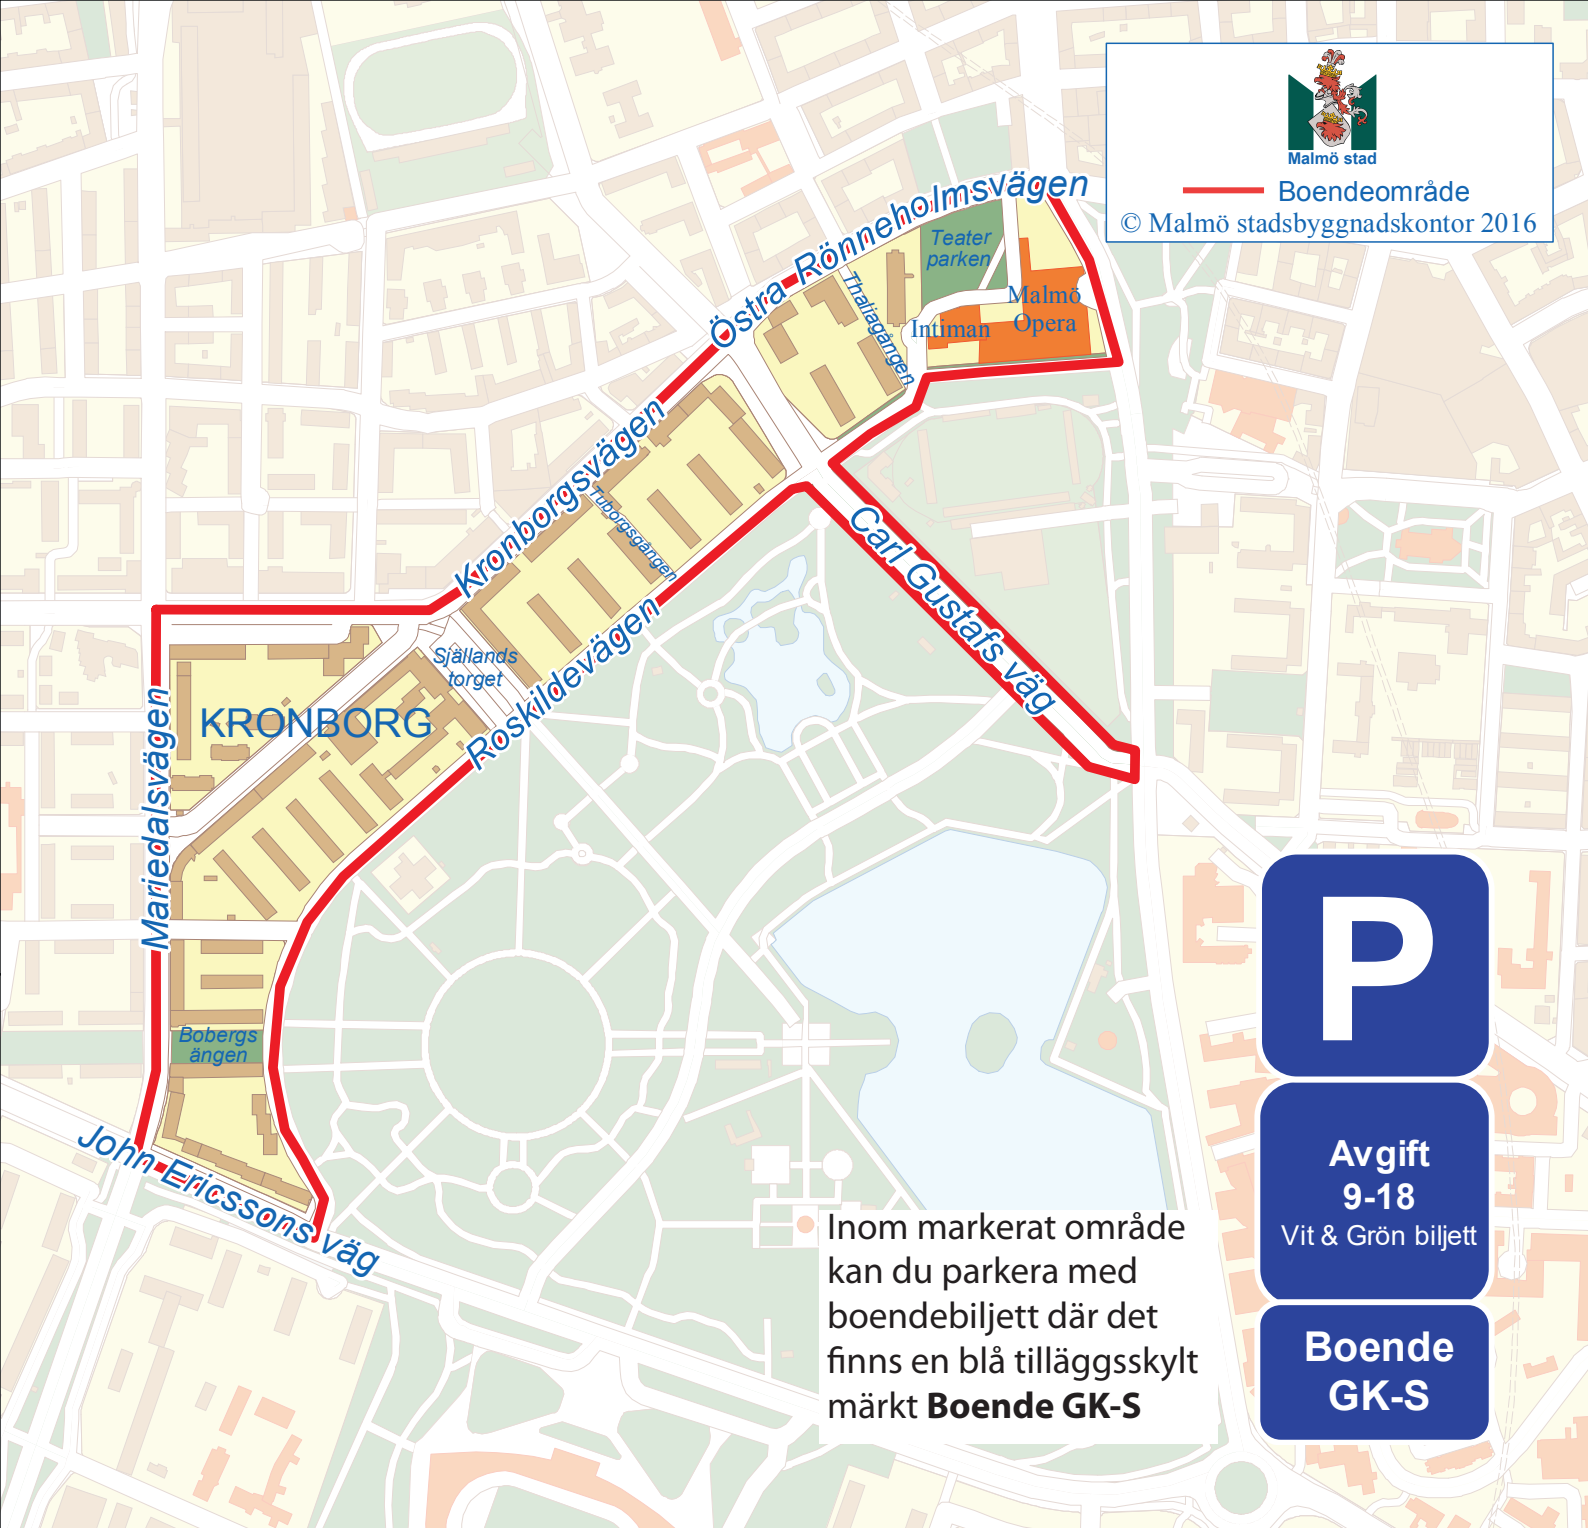 Malmö stad
Boendeområde
© Malmö stadsbyggnadskontor 2016
Östra Rönneholmsvägen
Teater
parken
Malmö
Opera
Intiman
Thaliagången
Kronborgsvägen
Tuborgsgången
Carl Gustafs väg
Roskildevägen
Själlands
torget
KRONBORG
Mariedalsvägen
Bobergs
ängen
John Ericssons väg
P
Avgift
9-18
Vit & Grön biljett
Boende
GK-S
Inom markerat område
kan du parkera med
boendebiljett där det
finns en blå tilläggsskylt
märkt Boende GK-S